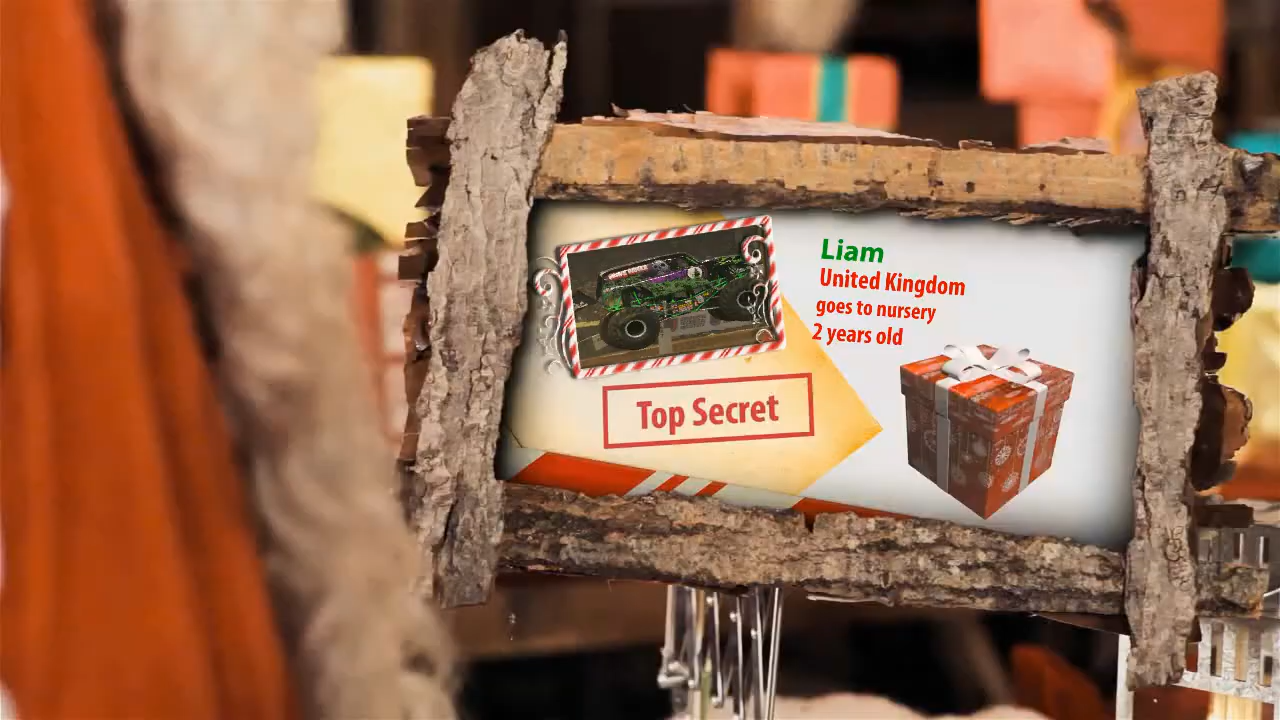 Liam
United Kingdom
goes to nursery
2 years old
Top Secret